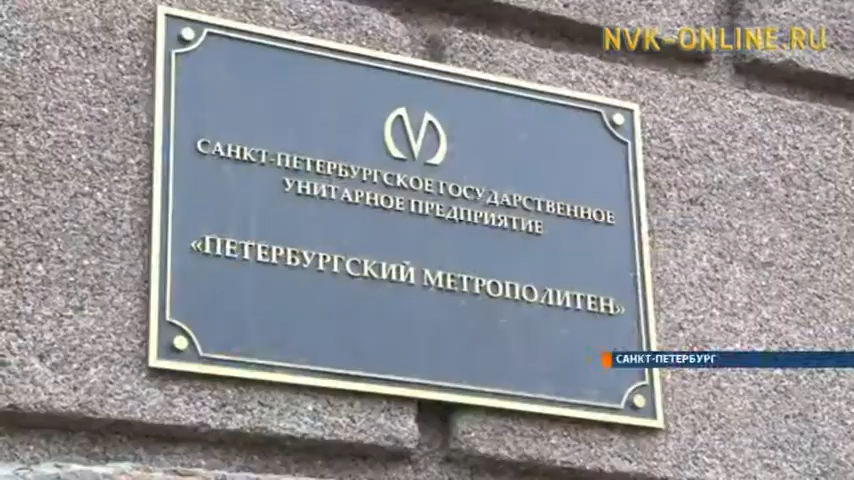 NVK-ONLINE.RU
САНКТ-ПЕТЕРБУРГСКОЕ ГОСУДАРСТВЕННОЕ
УНИТАРНОЕ ПРЕДПРИЯТИЕ
«ПЕТЕРБУРГСКИЙ МЕТРОПОЛИТЕН»
САНКТ-ПЕТЕРБУРГ